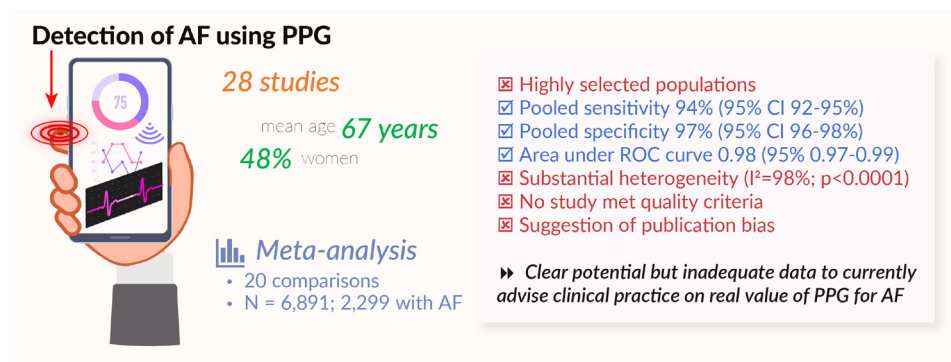 Detection of AF using PPG
75
28 studies
mean age 67 years
48% women
Meta-analysis
• 20 comparisons
• N = 6,891; 2,299 with AF
Highly selected populations
Pooled sensitivity 94% (95% CI 92-95%)
Pooled specificity 97% (95% CI 96-98%)
Area under ROC curve 0.98 (95% 0.97-0.99)
Substantial heterogeneity (I²=98%; p<0.0001)
No study met quality criteria
Suggestion of publication bias
Clear potential but inadequate data to currently
advise clinical practice on real value of PPG for AF